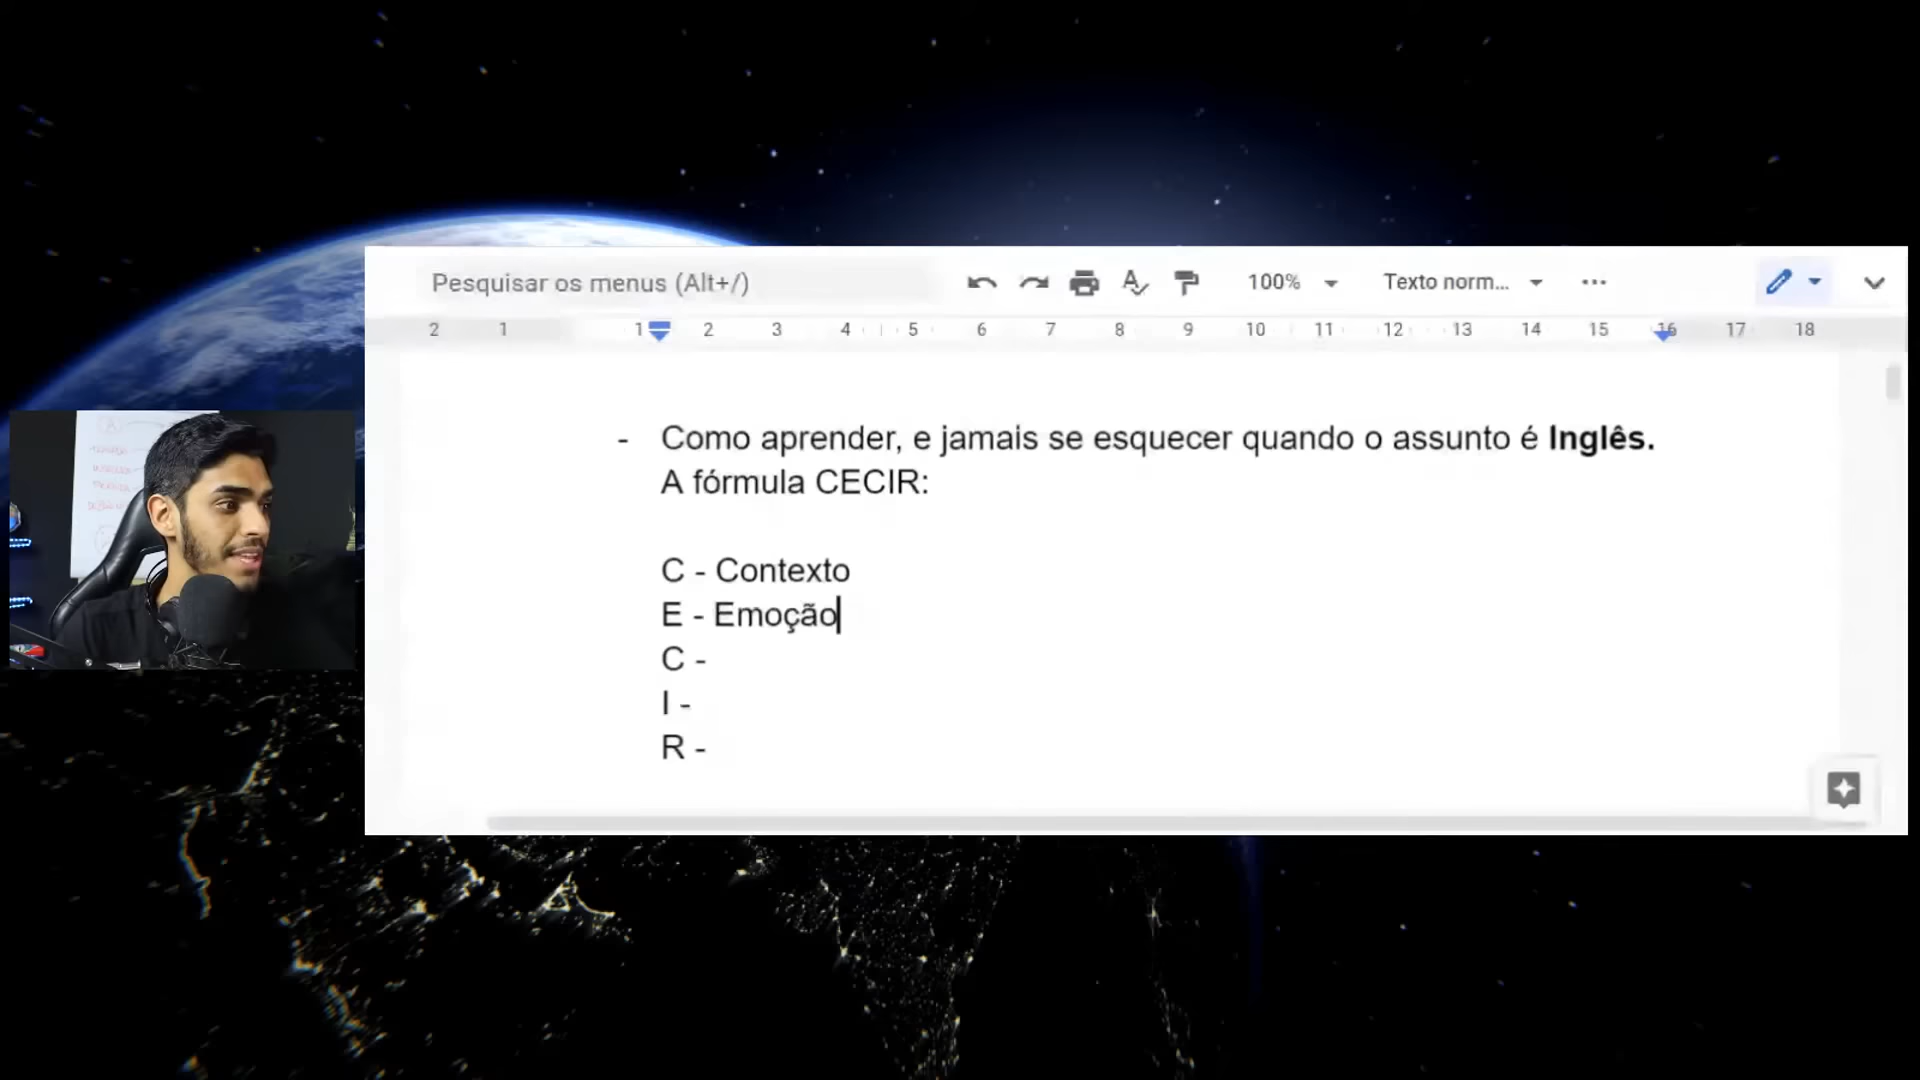 Pesquisar os menus (Alt+/)
100%
Texto norm...
2 1 1 2 3 4 5 6 7 8 9 10 11 12 13 14 15 16 17 18
- Como aprender, e jamais se esquecer quando o assunto é Inglês.
A fórmula CECIR:
C - Contexto
E - Emoção
C -
I -
R -